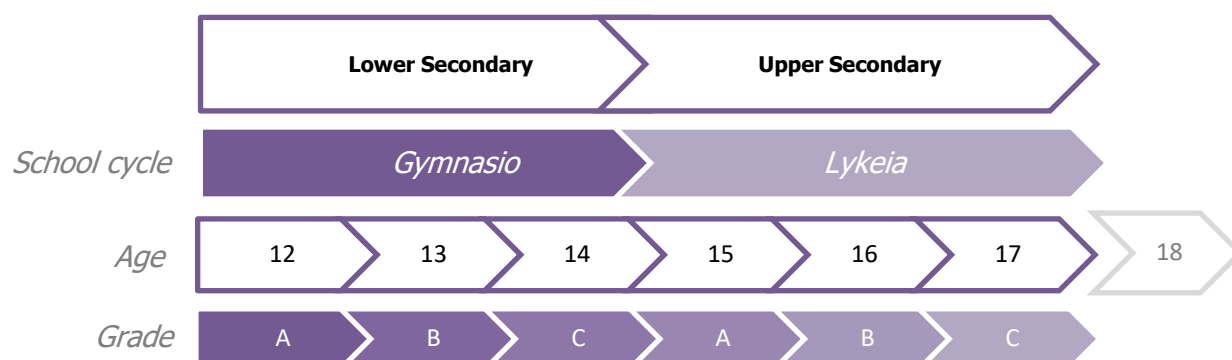 Lower Secondary Upper Secondary
School cycle Gymnasio Lykeia
Age 12 13 14 15 16 17 18
Grade A B C A B C